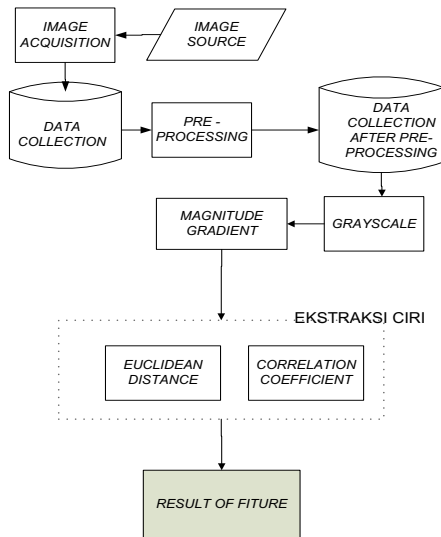 IMAGE
ACQUISITION
IMAGE
SOURCE
DATA
COLLECTION
PRE -
PROCESSING
DATA
COLLECTION
AFTER PRE-
PROCESSING
MAGNITUDE
GRADIENT
GRAYSCALE
EKSTRAKSI CIRI
EUCLIDEAN
DISTANCE
CORRELATION
COEFFICIENT
RESULT OF FITURE